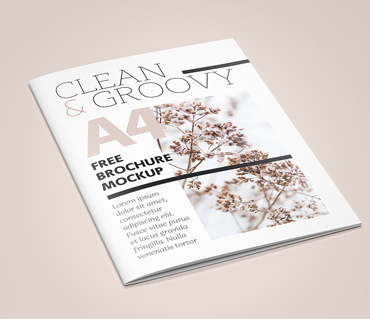 CLEAN
& GROOVY
A4
FREE
BROCHURE
MOCKUP
Lorem ipsum
dolor sit amet,
consectetur
adipiscing elit.
Fusce vitae purus
et lacus gravida
fringilla. Nulla
venenatis tortor